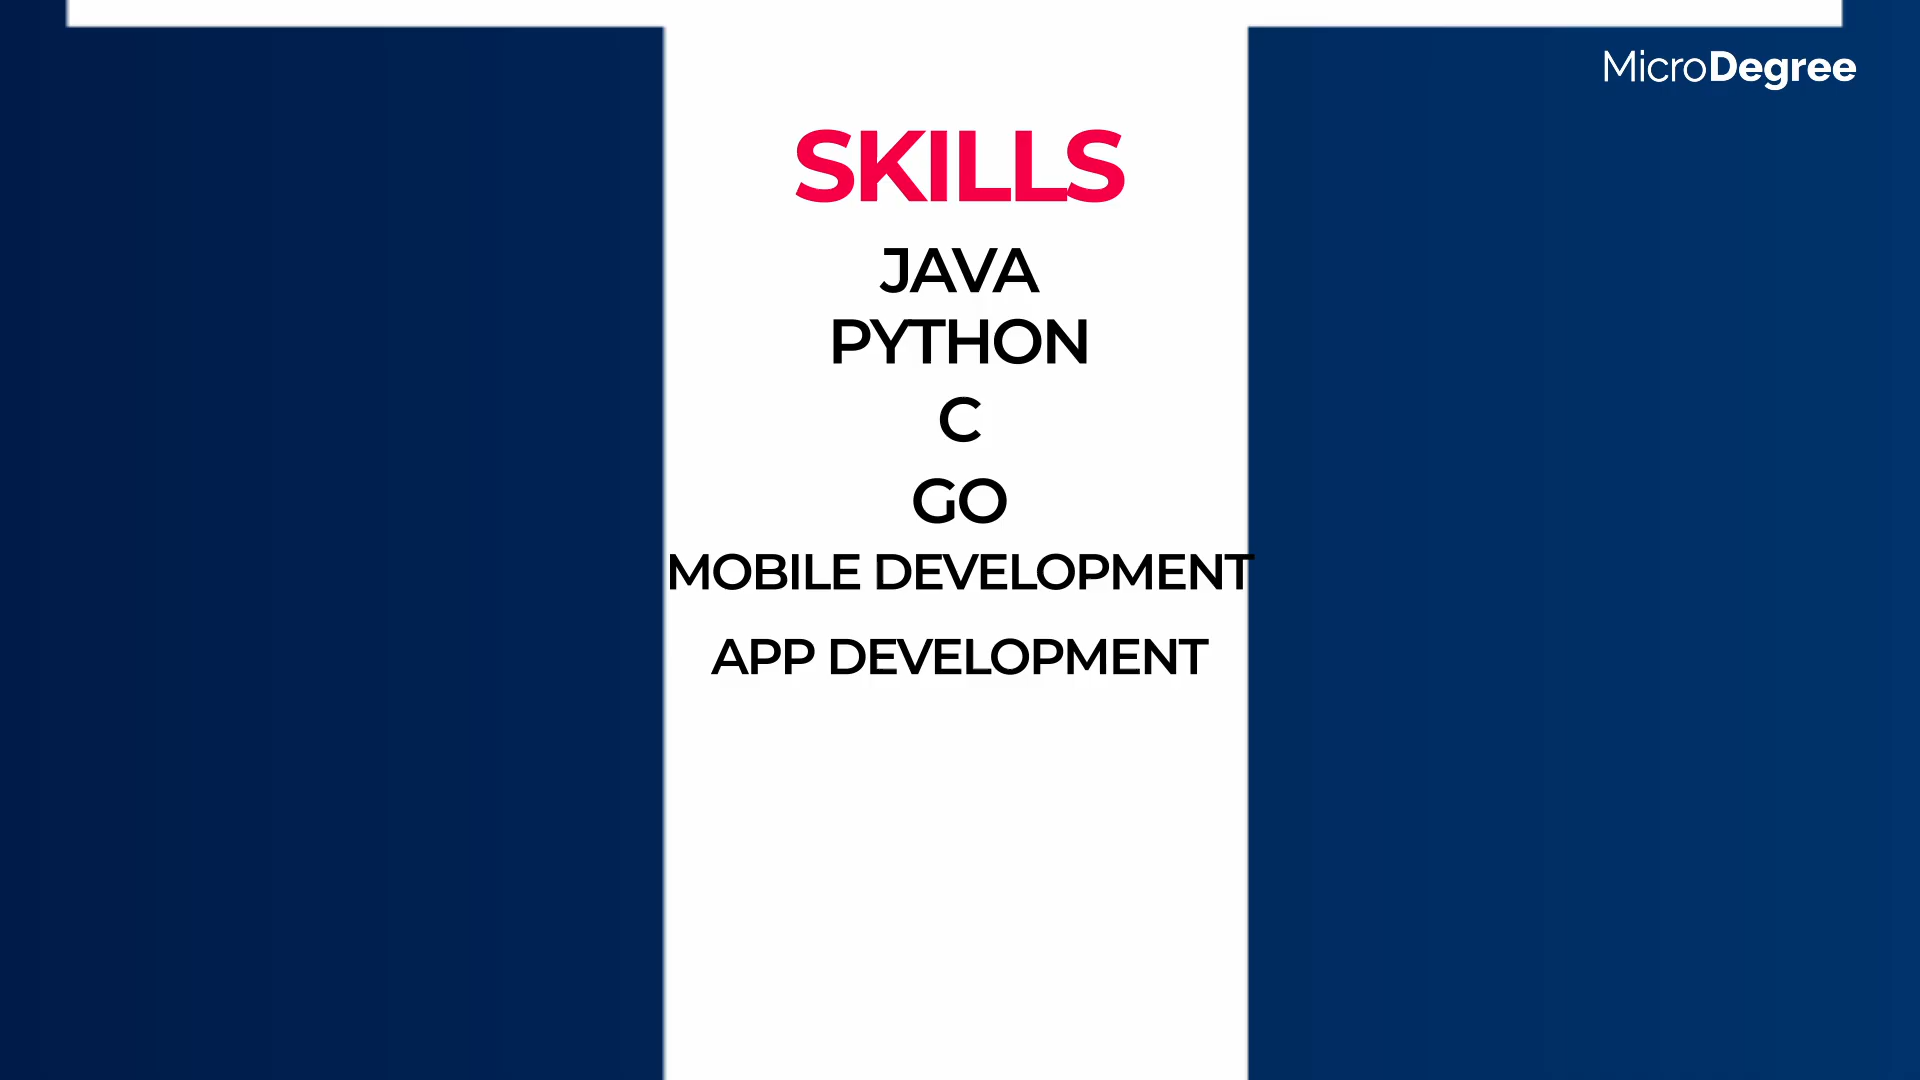 MicroDegree
SKILLS
JAVA
PYTHON
C
GO
MOBILE DEVELOPMENT
APP DEVELOPMENT